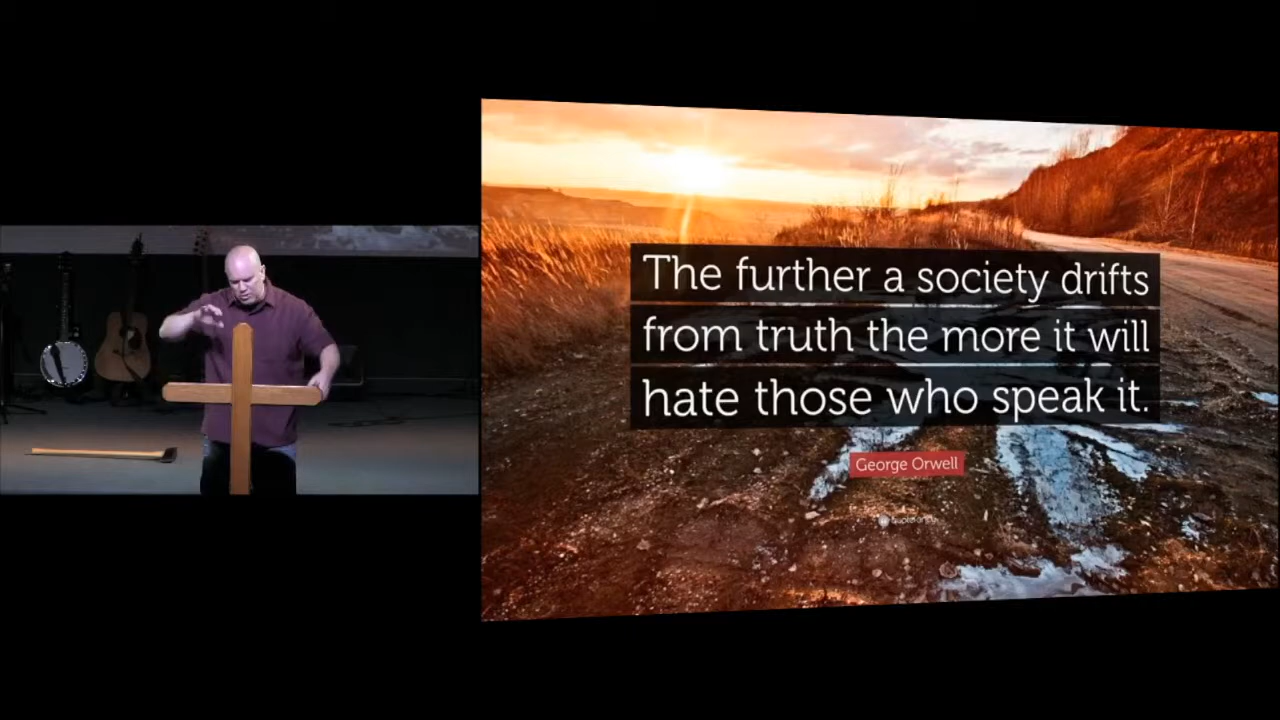 The further a society drifts
from truth the more it will
hate those who speak it.
George Orwell